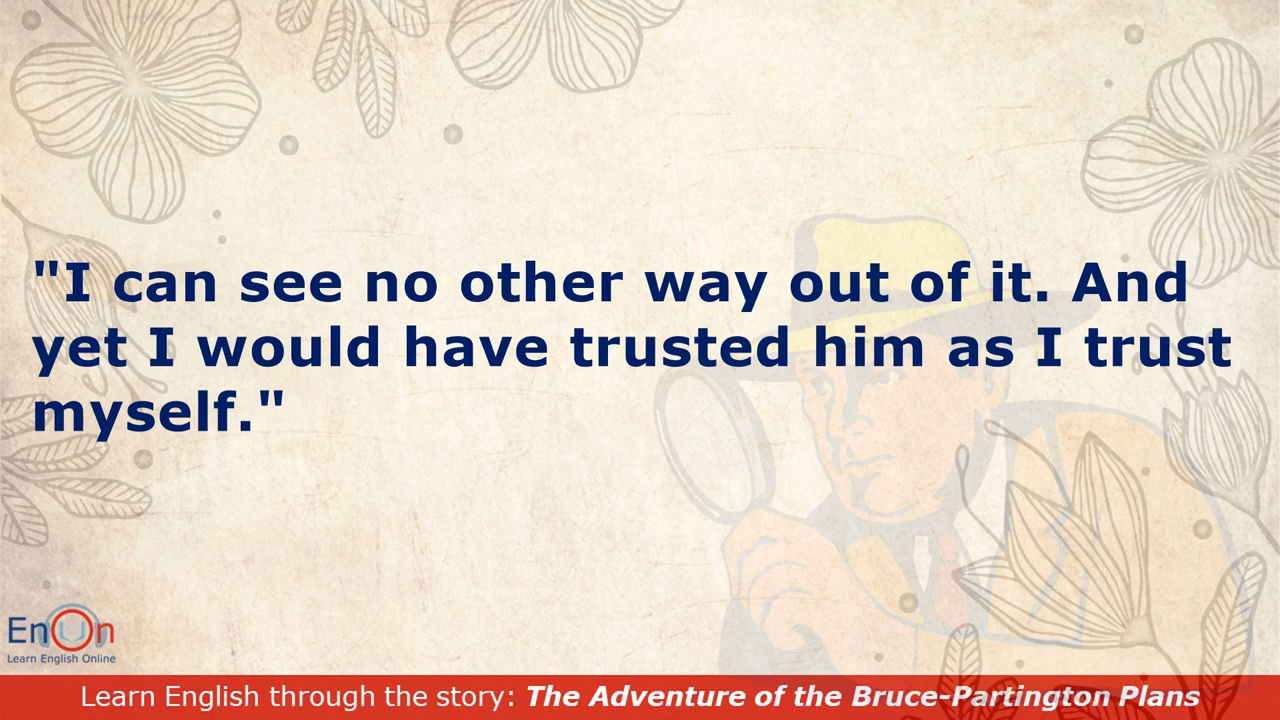 "I can see no other way out of it. And
yet I would have trusted him as I trust
myself."
EnOn
Learn English Online
Learn English through the story: The Adventure of the Bruce-Partington Plans